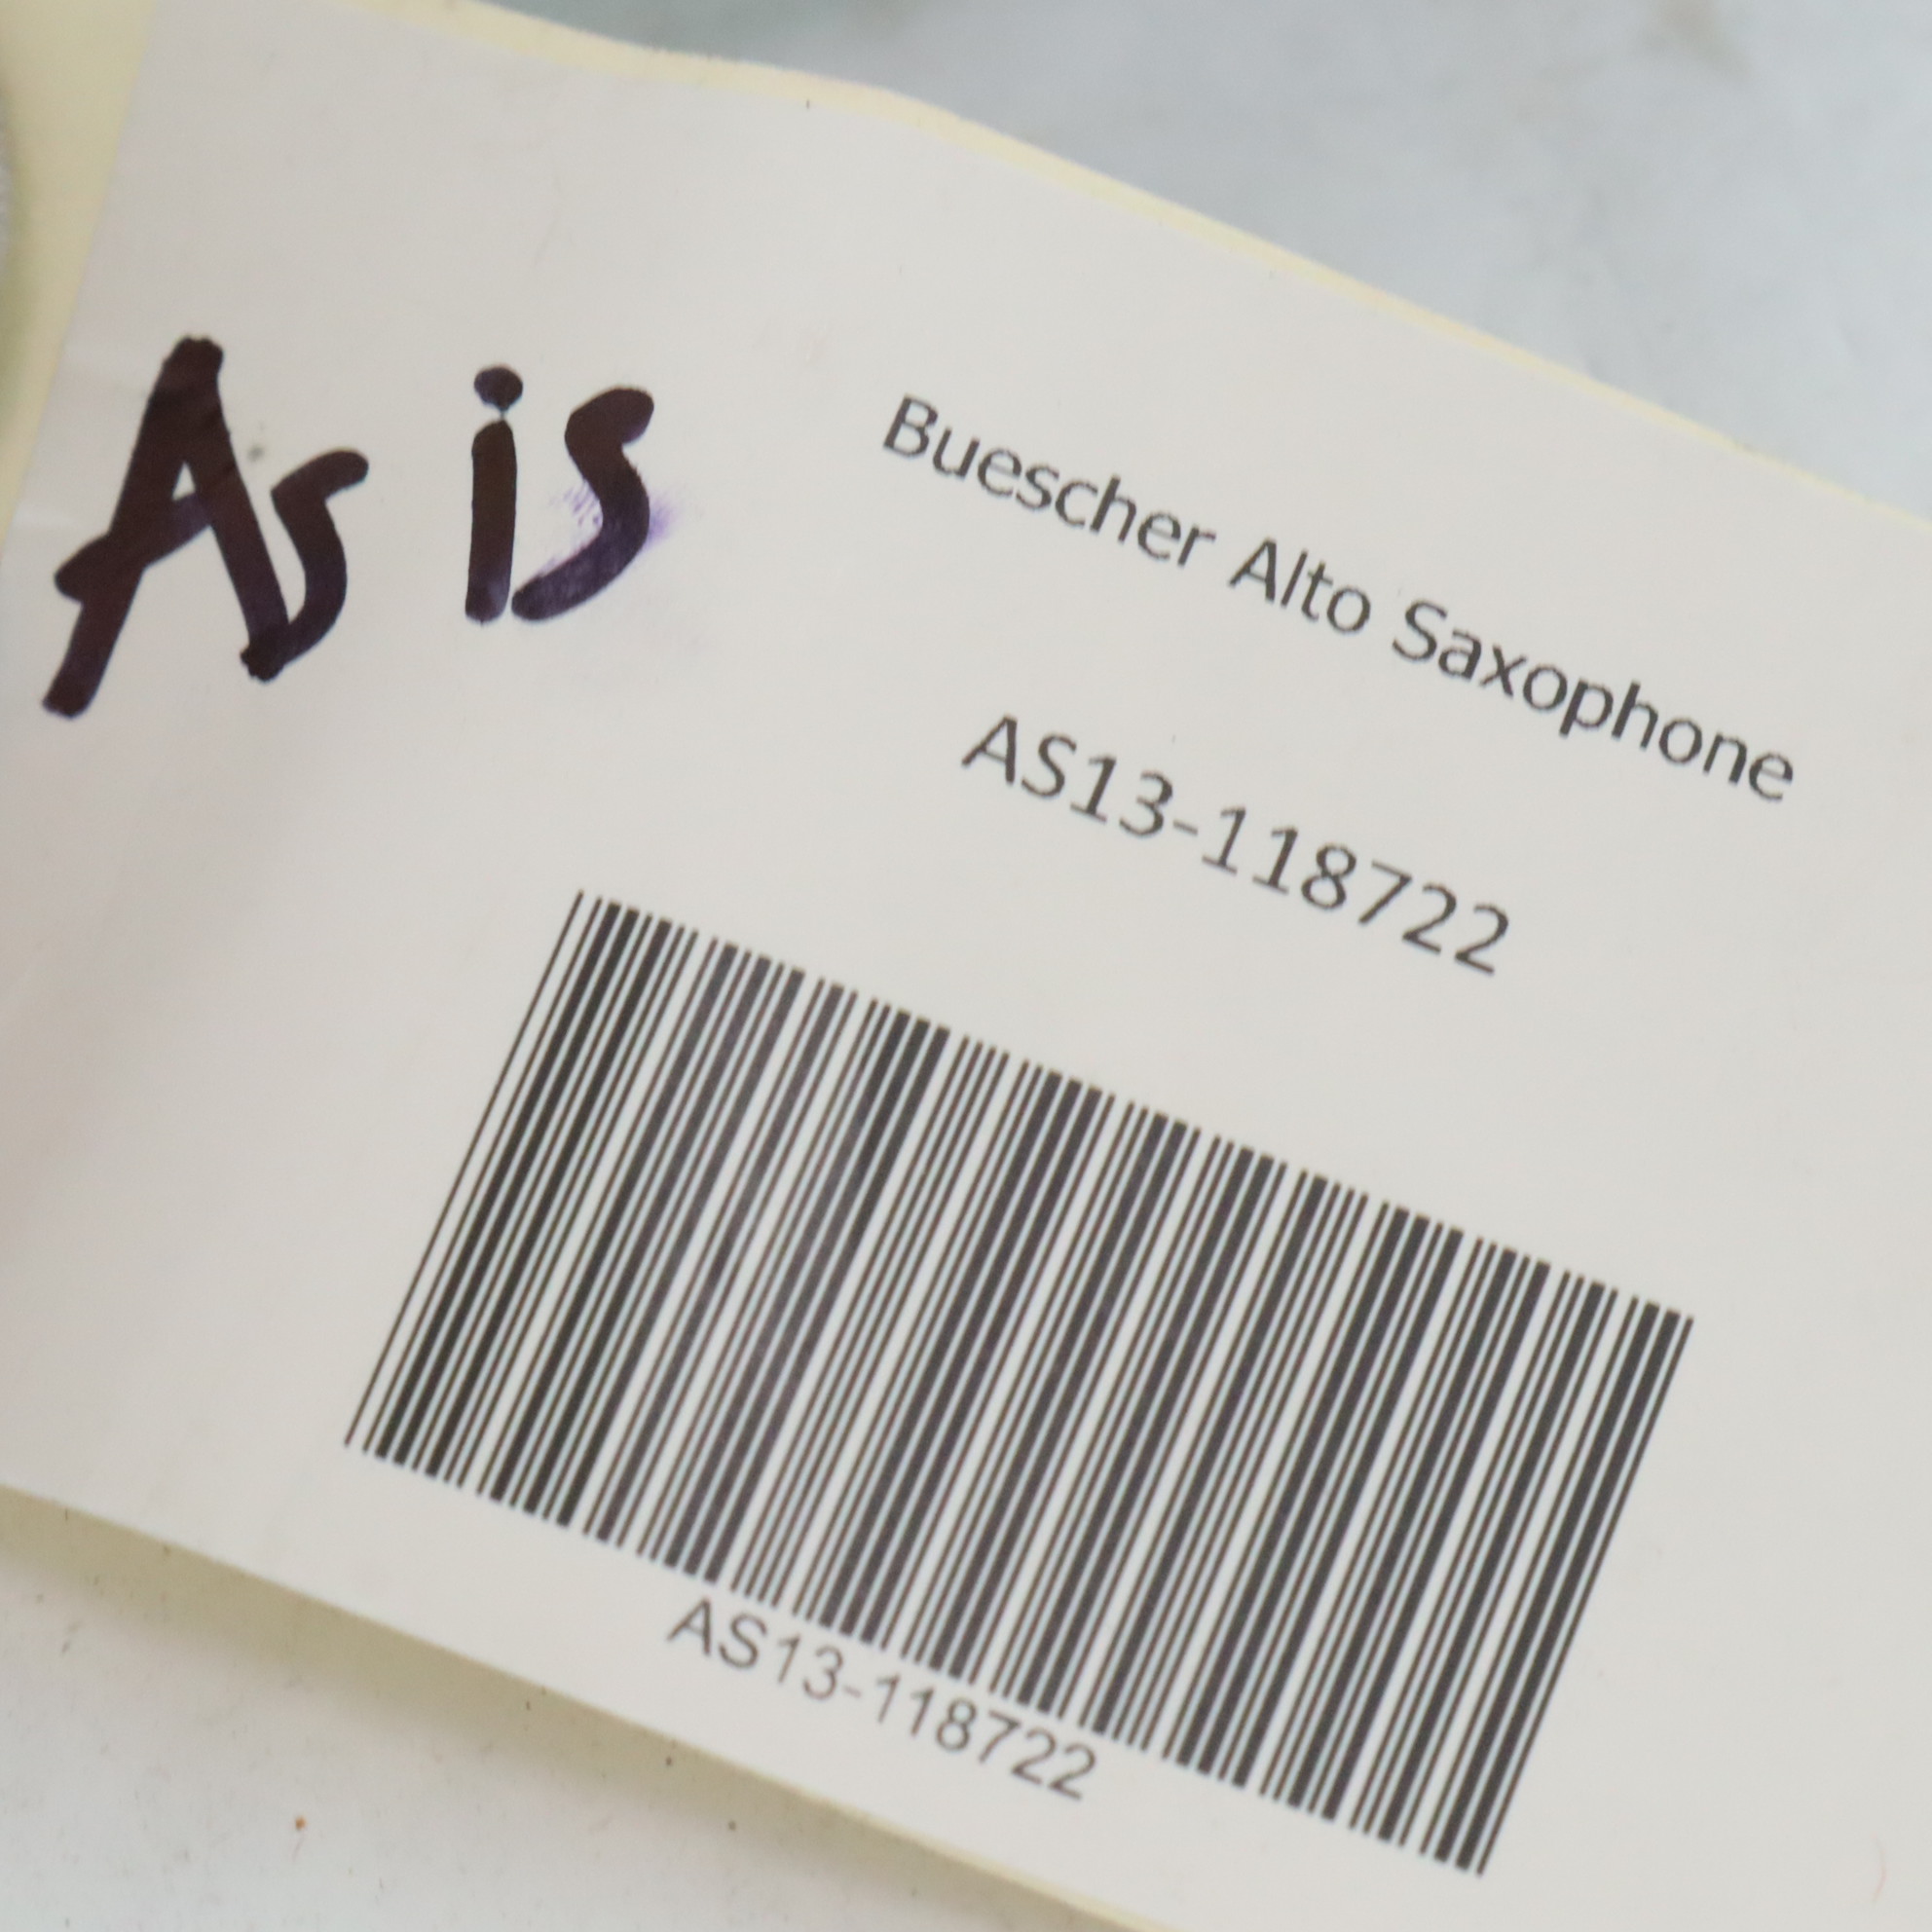 As is
Buescher Alto Saxophone
AS13-118722
AS13-118722